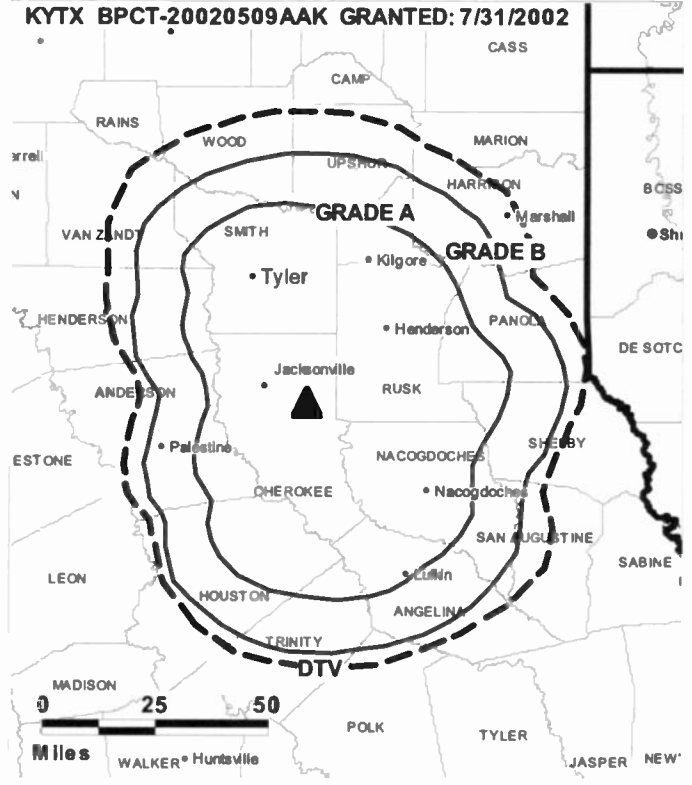 KYTX BPCT-20020509AAK GRANTED: 7/31/2002
CASS
CAMP
RAINS
WOOD
MARION
UPSHUR
HARRISON
BOSS
GRADE A
Marshall
VAN ZANDT
SMITH
GRADE B
Kilgore
Tyler
HENDERSON
PANOLA
Henderson
DE SOTO
Jacksonville
ANDERSON
RUSK
Palestine
SHELBY
NACOGDOCHES
ESTONE
CHEROKEE
Nacogdoches
SAN AUGUSTINE
SABINE
LEON
Lufkin
HOUSTON
ANGELINA
TRINITY
DTV
MADISON
0 25 50
POLK
TYLER
Miles
WALKER
Huntsville
JASPER
NEW